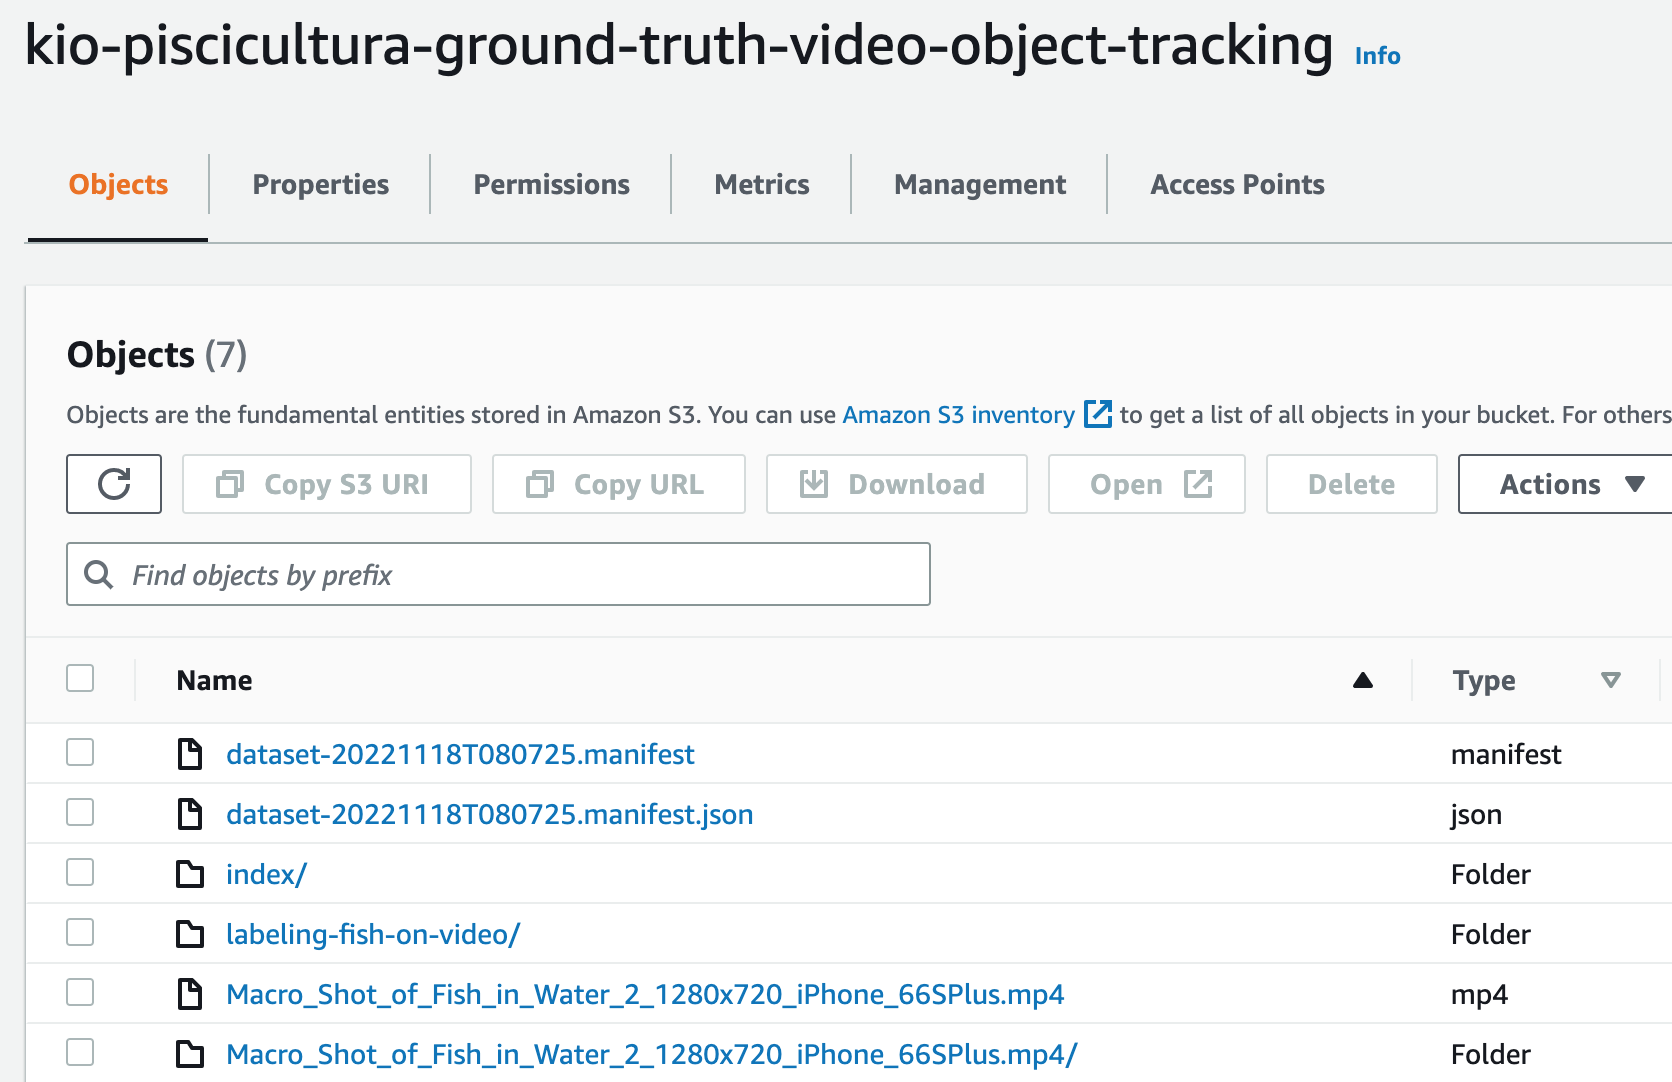 kio-piscicultura-ground-truth-video-object-tracking Info
Objects Properties Permissions Metrics Management Access Points
Objects (7)
Objects are the fundamental entities stored in Amazon S3. You can use Amazon S3 inventory to get a list of all objects in your bucket. For others
Copy S3 URI Copy URL Download Open Delete Actions
Find objects by prefix
Name Type
dataset-20221118T080725.manifest manifest
dataset-20221118T080725.manifest.json json
index/ Folder
labeling-fish-on-video/ Folder
Macro_Shot_of_Fish_in_Water_2_1280x720_iPhone_66SPlus.mp4 mp4
Macro_Shot_of_Fish_in_Water_2_1280x720_iPhone_66SPlus.mp4/ Folder